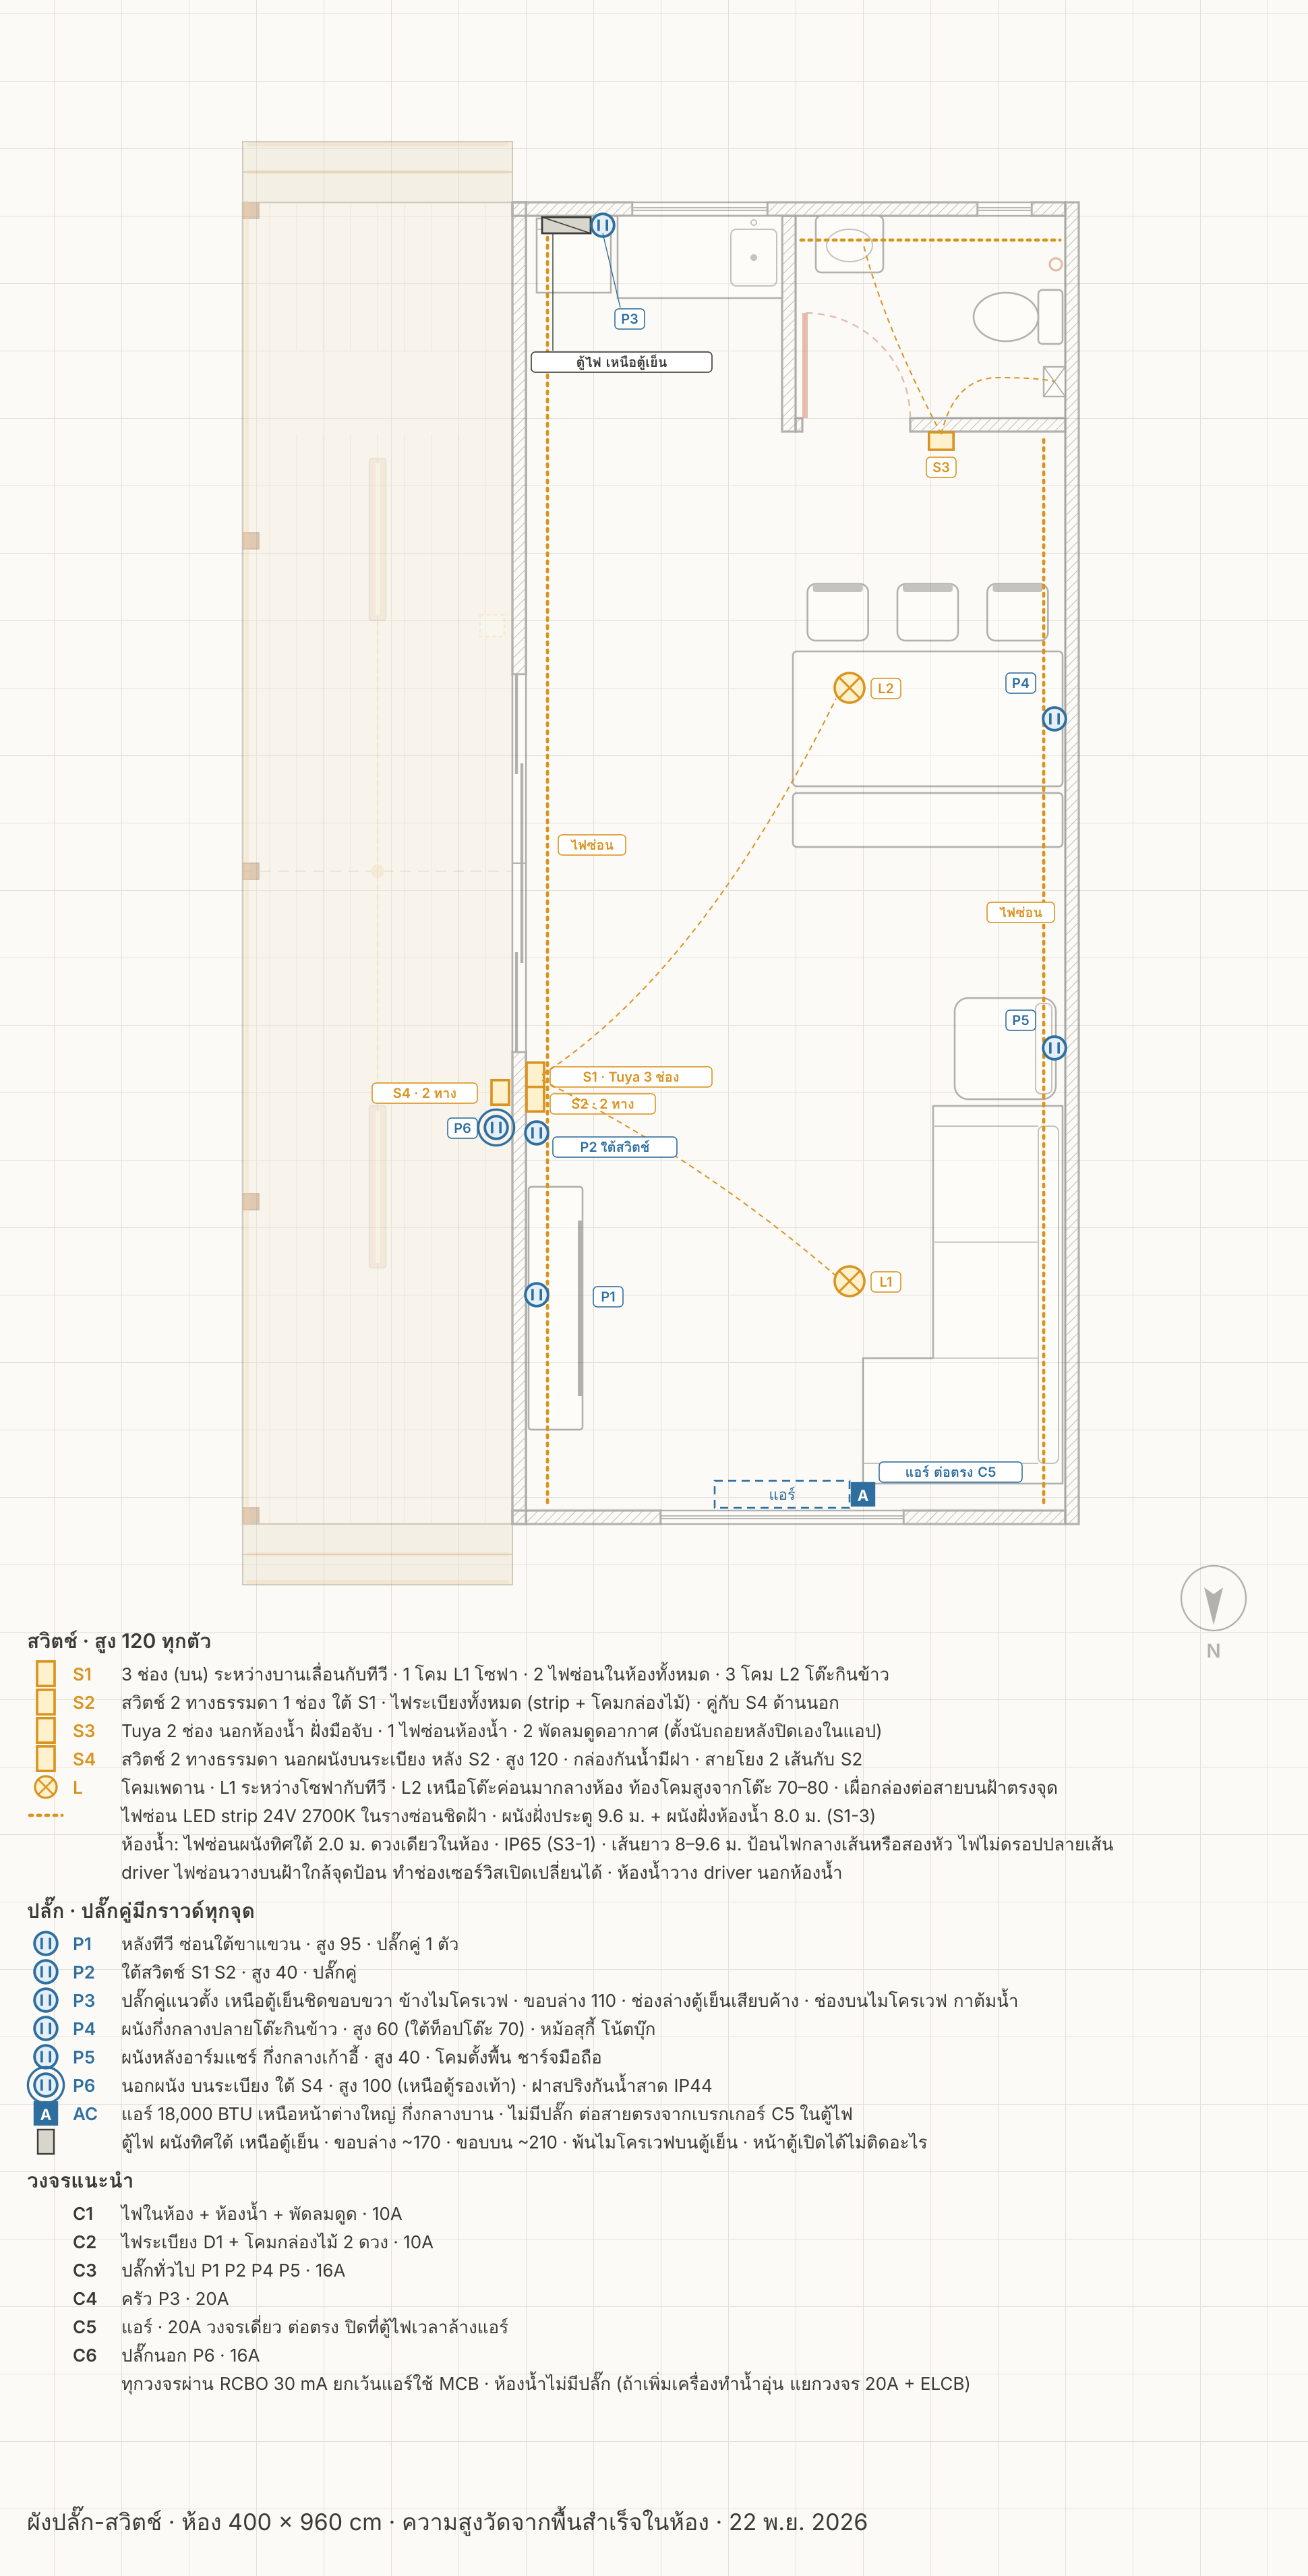 P3
ตู้ไฟ เหนือตู้เย็น
S3
L2
P4
ไฟซ่อน
ไฟซ่อน
P5
S1 · Tuya 3 ช่อง
S4 · 2 ทาง
S2 · 2 ทาง
P6
P2 ใต้สวิตช์
L1
P1
แอร์ ต่อตรง C5
แอร์
A
N
สวิตช์ · สูง 120 ทุกตัว
S1 3 ช่อง (บน) ระหว่างบานเลื่อนกับทีวี · 1 โคม L1 โซฟา · 2 ไฟซ่อนในห้องทั้งหมด · 3 โคม L2 โต๊ะกินข้าว
S2 สวิตช์ 2 ทางธรรมดา 1 ช่อง ใต้ S1 · ไฟระเบียงทั้งหมด (strip + โคมกล่องไม้) · คู่กับ S4 ด้านนอก
S3 Tuya 2 ช่อง นอกห้องน้ำ ฝั่งมือจับ · 1 ไฟซ่อนห้องน้ำ · 2 พัดลมดูดอากาศ (ตั้งนับถอยหลังปิดเองในแอป)
S4 สวิตช์ 2 ทางธรรมดา นอกผนังบนระเบียง หลัง S2 · สูง 120 · กล่องกันน้ำมีฝา · สายโยง 2 เส้นกับ S2
L โคมเพดาน · L1 ระหว่างโซฟากับทีวี · L2 เหนือโต๊ะค่อนมากลางห้อง ท้องโคมสูงจากโต๊ะ 70–80 · เผื่อกล่องต่อสายบนฝ้าตรงจุด
ไฟซ่อน LED strip 24V 2700K ในรางซ่อนชิดฝ้า · ผนังฝั่งประตู 9.6 ม. + ผนังฝั่งห้องน้ำ 8.0 ม. (S1-3)
ห้องน้ำ: ไฟซ่อนผนังทิศใต้ 2.0 ม. ดวงเดียวในห้อง · IP65 (S3-1) · เส้นยาว 8–9.6 ม. ป้อนไฟกลางเส้นหรือสองหัว ไฟไม่ดรอปปลายเส้น
driver ไฟซ่อนวางบนฝ้าใกล้จุดป้อน ทำช่องเซอร์วิสเปิดเปลี่ยนได้ · ห้องน้ำวาง driver นอกห้องน้ำ
ปลั๊ก · ปลั๊กคู่มีกราวด์ทุกจุด
P1 หลังทีวี ซ่อนใต้ขาแขวน · สูง 95 · ปลั๊กคู่ 1 ตัว
P2 ใต้สวิตช์ S1 S2 · สูง 40 · ปลั๊กคู่
P3 ปลั๊กคู่แนวตั้ง เหนือตู้เย็นชิดขอบขวา ข้างไมโครเวฟ · ขอบล่าง 110 · ช่องล่างตู้เย็นเสียบค้าง · ช่องบนไมโครเวฟ กาต้มน้ำ
P4 ผนังกึ่งกลางปลายโต๊ะกินข้าว · สูง 60 (ใต้ท็อปโต๊ะ 70) · หม้อสุกี้ โน้ตบุ๊ก
P5 ผนังหลังอาร์มแชร์ กึ่งกลางเก้าอี้ · สูง 40 · โคมตั้งพื้น ชาร์จมือถือ
P6 นอกผนัง บนระเบียง ใต้ S4 · สูง 100 (เหนือตู้รองเท้า) · ฝาสปริงกันน้ำสาด IP44
A AC แอร์ 18,000 BTU เหนือหน้าต่างใหญ่ กึ่งกลางบาน · ไม่มีปลั๊ก ต่อสายตรงจากเบรกเกอร์ C5 ในตู้ไฟ
ตู้ไฟ ผนังทิศใต้ เหนือตู้เย็น · ขอบล่าง ~170 · ขอบบน ~210 · พ้นไมโครเวฟบนตู้เย็น · หน้าตู้เปิดได้ไม่ติดอะไร
วงจรแนะนำ
C1 ไฟในห้อง + ห้องน้ำ + พัดลมดูด · 10A
C2 ไฟระเบียง D1 + โคมกล่องไม้ 2 ดวง · 10A
C3 ปลั๊กทั่วไป P1 P2 P4 P5 · 16A
C4 ครัว P3 · 20A
C5 แอร์ · 20A วงจรเดี่ยว ต่อตรง ปิดที่ตู้ไฟเวลาล้างแอร์
C6 ปลั๊กนอก P6 · 16A
ทุกวงจรผ่าน RCBO 30 mA ยกเว้นแอร์ใช้ MCB · ห้องน้ำไม่มีปลั๊ก (ถ้าเพิ่มเครื่องทำน้ำอุ่น แยกวงจร 20A + ELCB)
ผังปลั๊ก-สวิตช์ · ห้อง 400 × 960 cm · ความสูงวัดจากพื้นสำเร็จในห้อง · 22 พ.ย. 2026